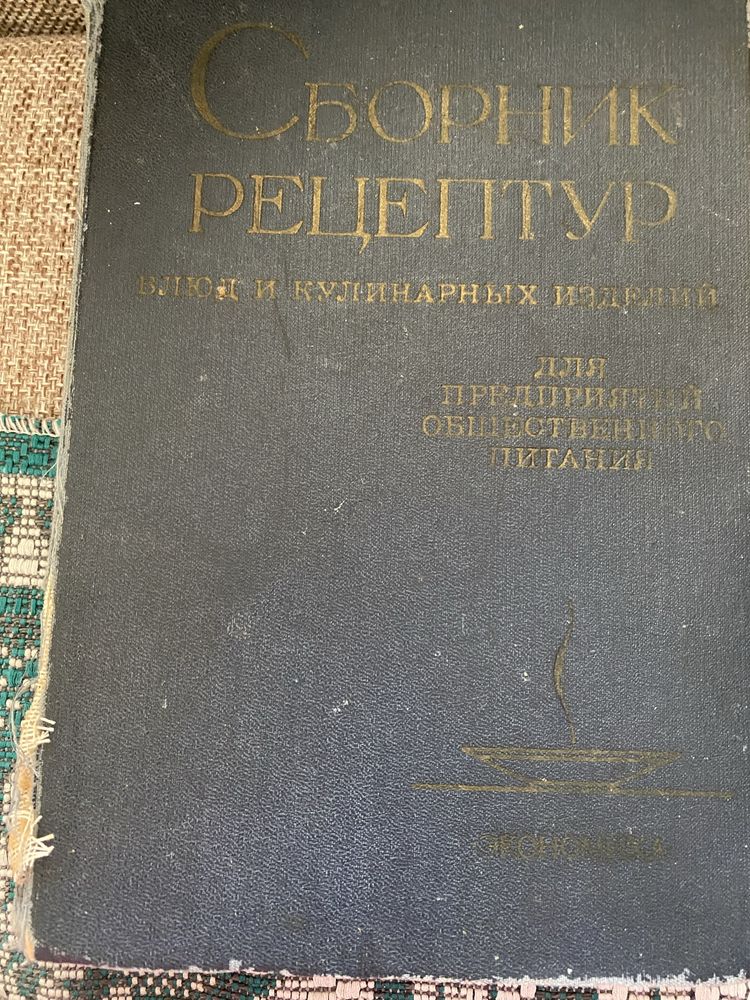 СБОРНИК
РЕЦЕПТУР
БЛЮД И КУЛИНАРНЫХ ИЗДЕЛИЙ
ДЛЯ
ПРЕДПРИЯТИЙ
ОБЩЕСТВЕННОГО
ПИТАНИЯ
ЭКОНОМИКА